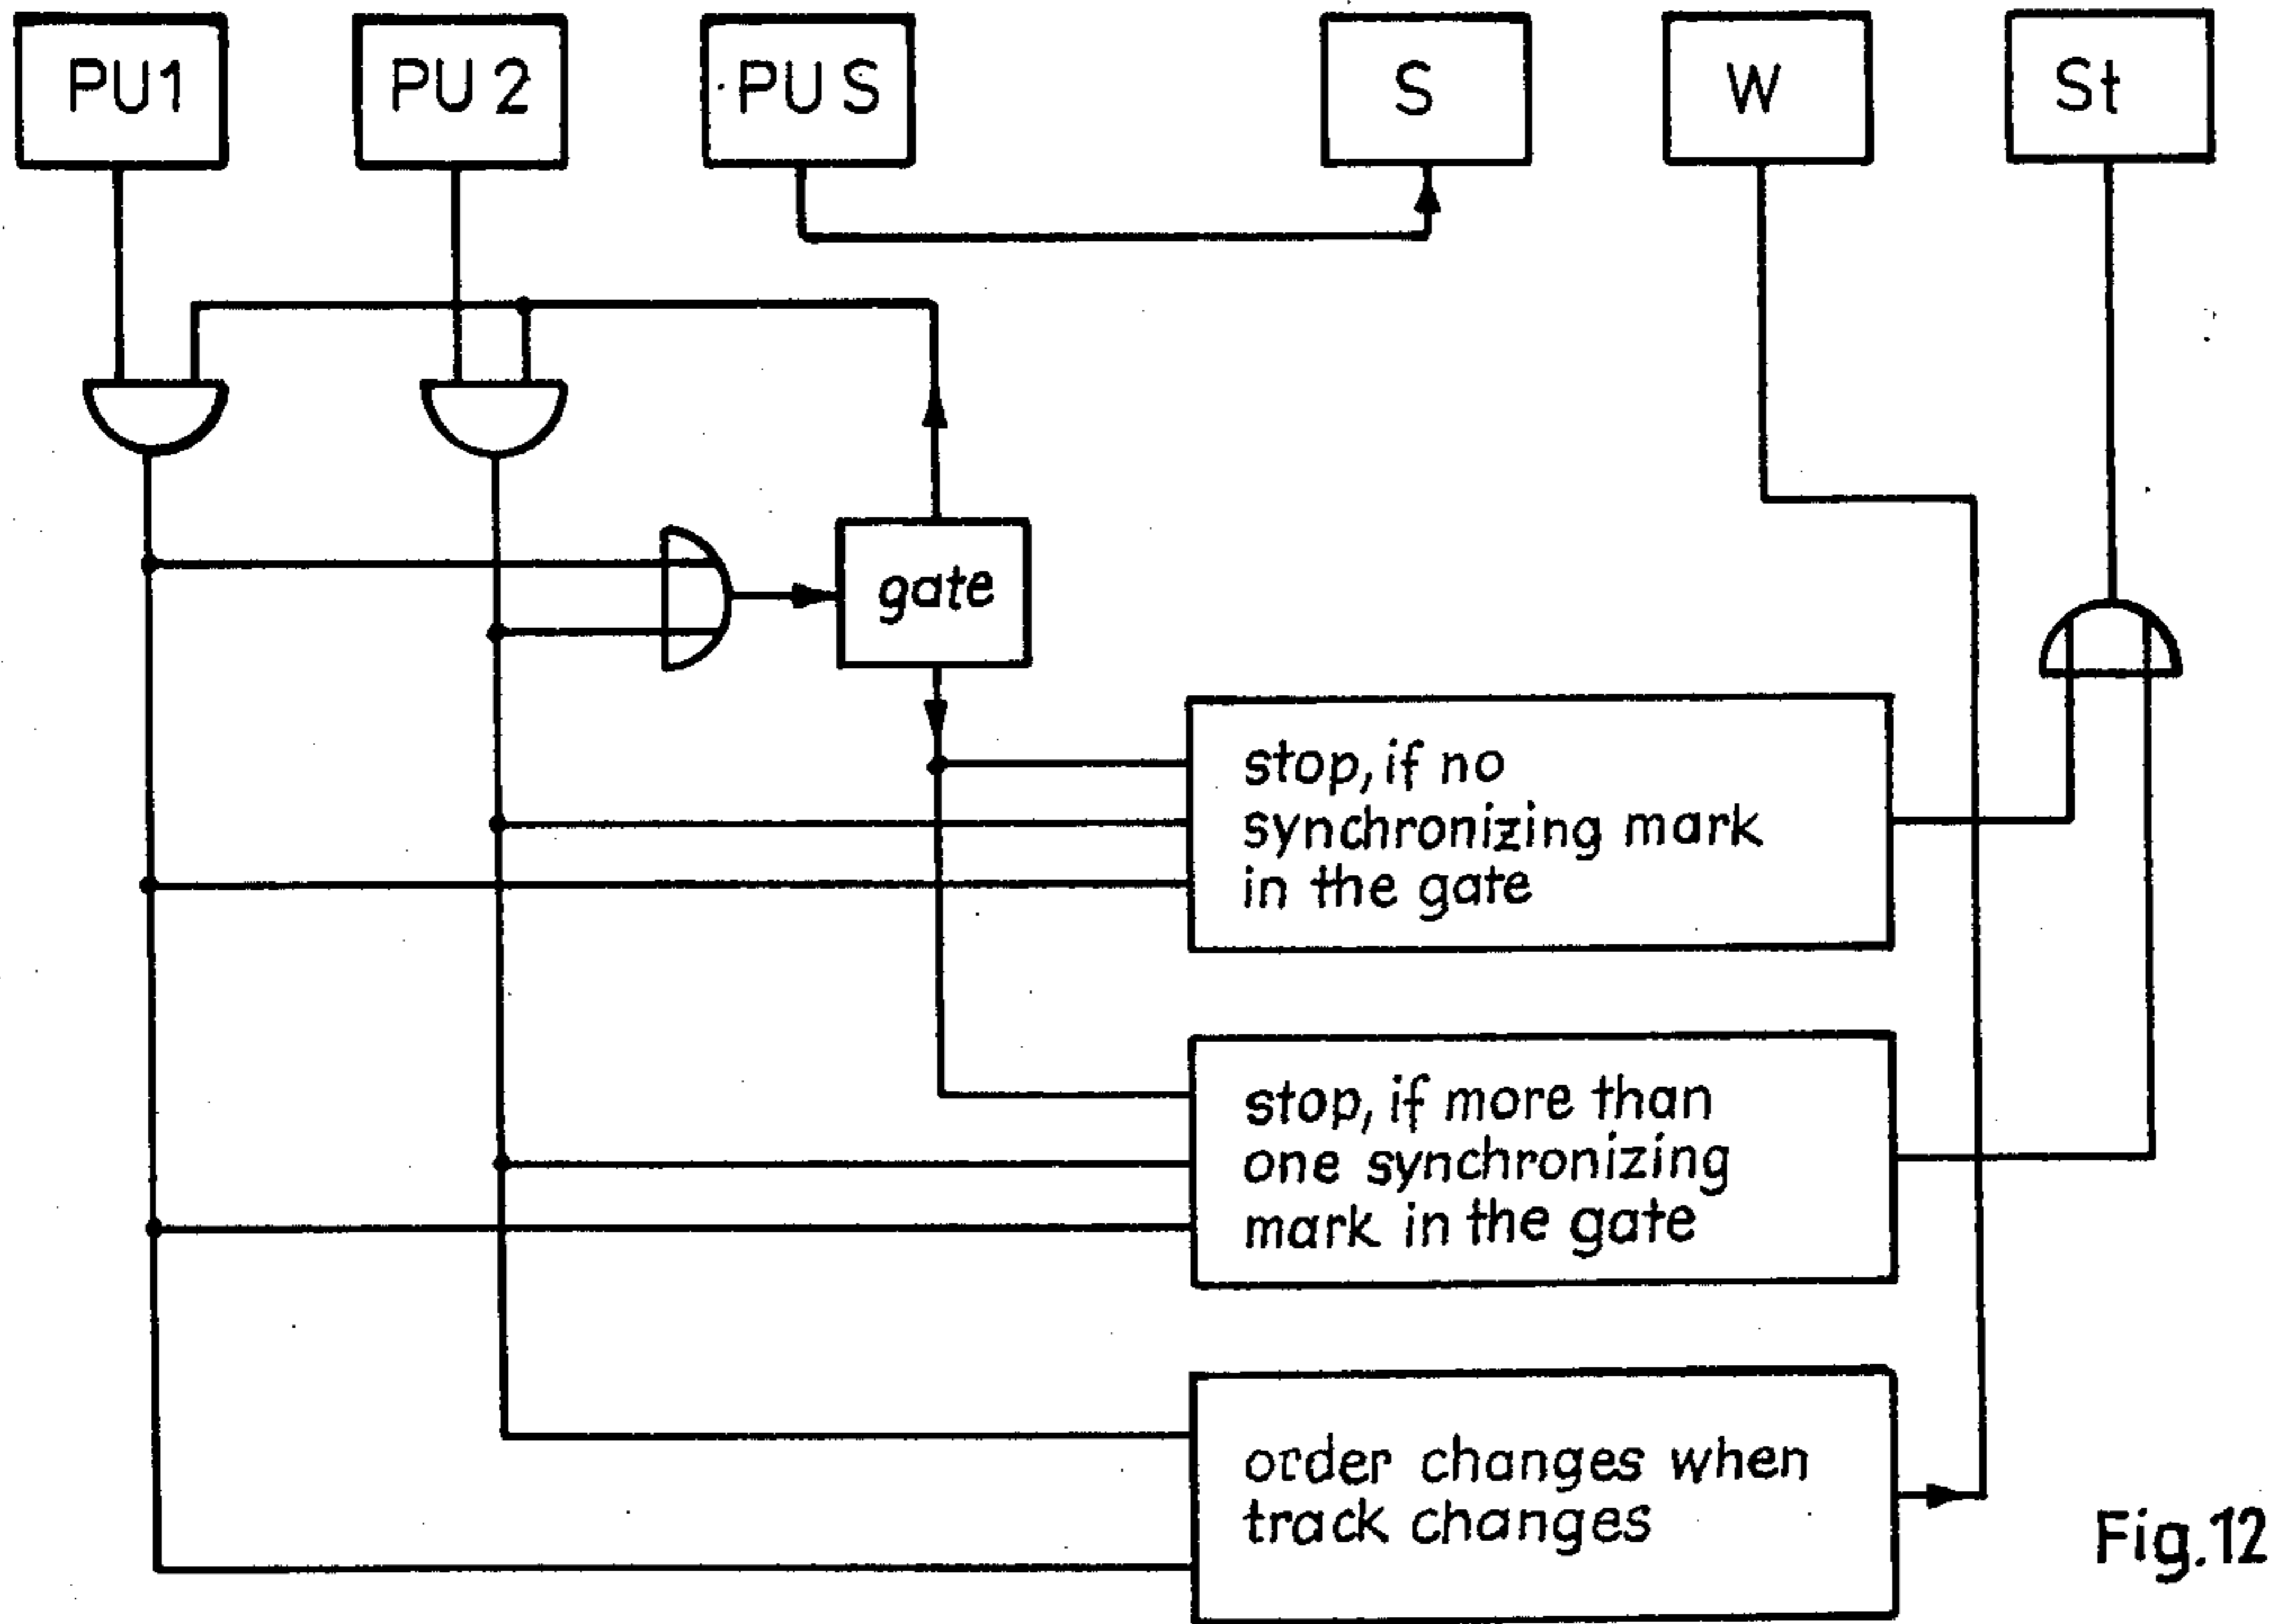 PU1
PU 2
PU S
S
W
St
gate
stop, if no
synchronizing mark
in the gate
stop, if more than
one synchronizing
mark in the gate
order changes when
track changes
Fig.12